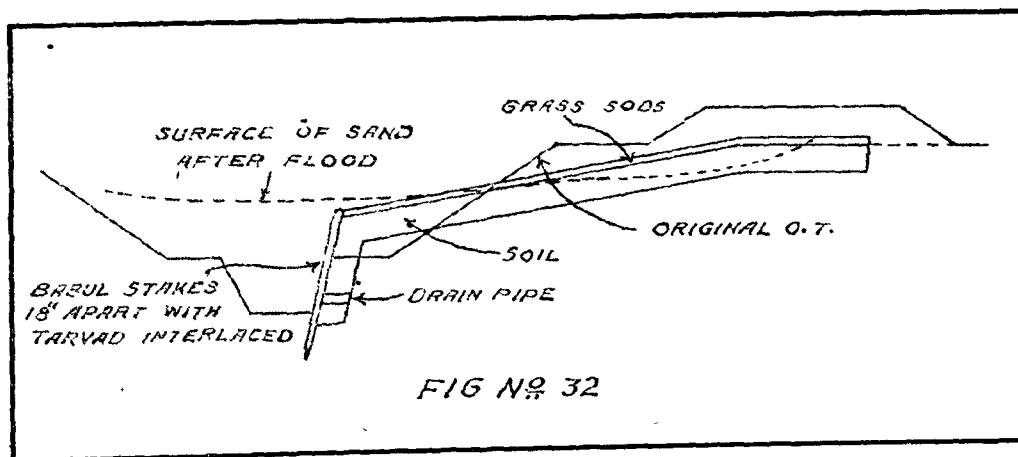 GRASS SODS
SURFACE OF SAND
AFTER FLOOD
ORIGINAL O.T.
SOIL
BABUL STAKES
18" APART WITH
TARVAD INTERLACED
DRAIN PIPE
FIG Nº 32